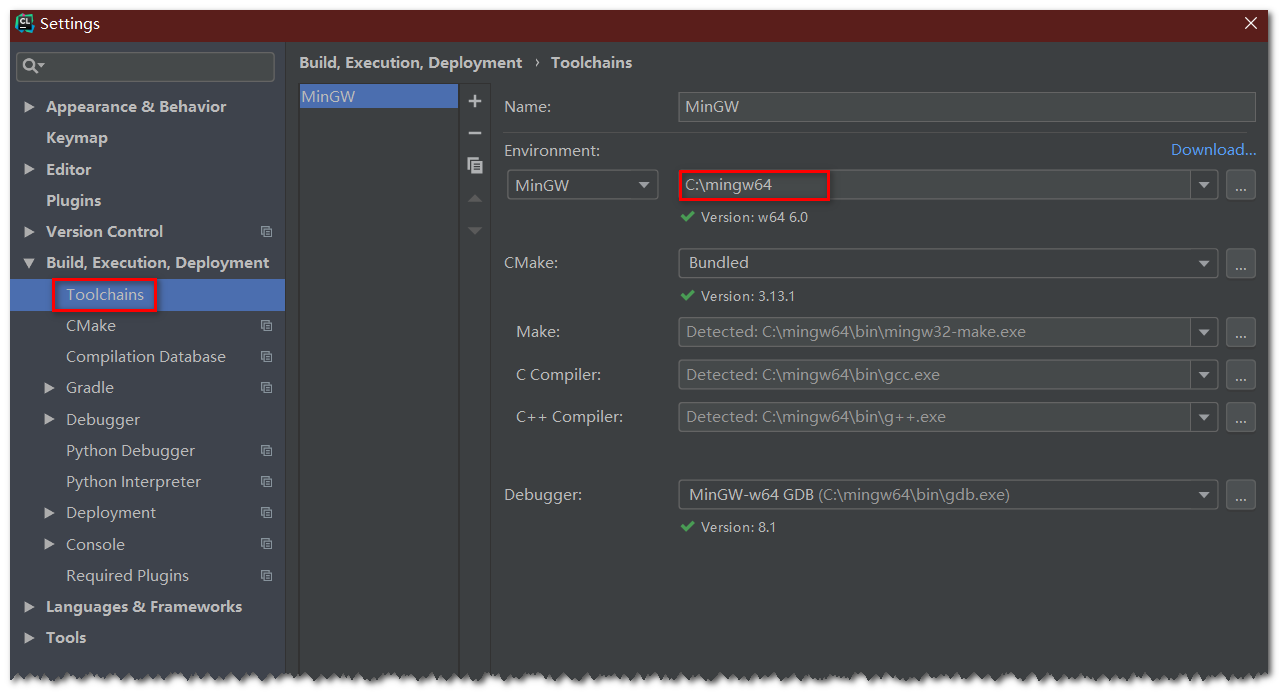 CL Settings
Build, Execution, Deployment › Toolchains
Appearance & Behavior
Keymap
Editor
Plugins
Version Control
Build, Execution, Deployment
Toolchains
CMake
Compilation Database
Gradle
Debugger
Python Debugger
Python Interpreter
Deployment
Console
Required Plugins
Languages & Frameworks
Tools
MinGW
Name: MinGW
Environment: Download...
MinGW C:\mingw64 ...
Version: w64 6.0
CMake: Bundled ...
Version: 3.13.1
Make: Detected: C:\mingw64\bin\mingw32-make.exe ...
C Compiler: Detected: C:\mingw64\bin\gcc.exe ...
C++ Compiler: Detected: C:\mingw64\bin\g++.exe ...
Debugger: MinGW-w64 GDB (C:\mingw64\bin\gdb.exe) ...
Version: 8.1